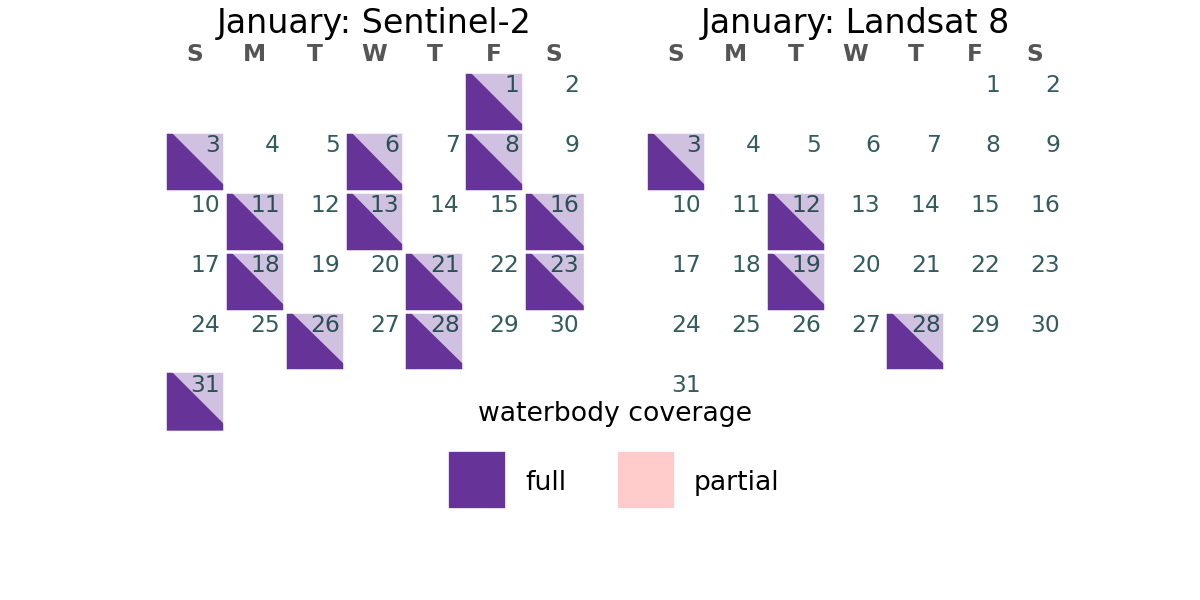 January: Sentinel-2
S M T W T F S
1 2
3 4 5 6 7 8 9
10 11 12 13 14 15 16
17 18 19 20 21 22 23
24 25 26 27 28 29 30
31
January: Landsat 8
S M T W T F S
1 2
3 4 5 6 7 8 9
10 11 12 13 14 15 16
17 18 19 20 21 22 23
24 25 26 27 28 29 30
31
waterbody coverage
full
partial